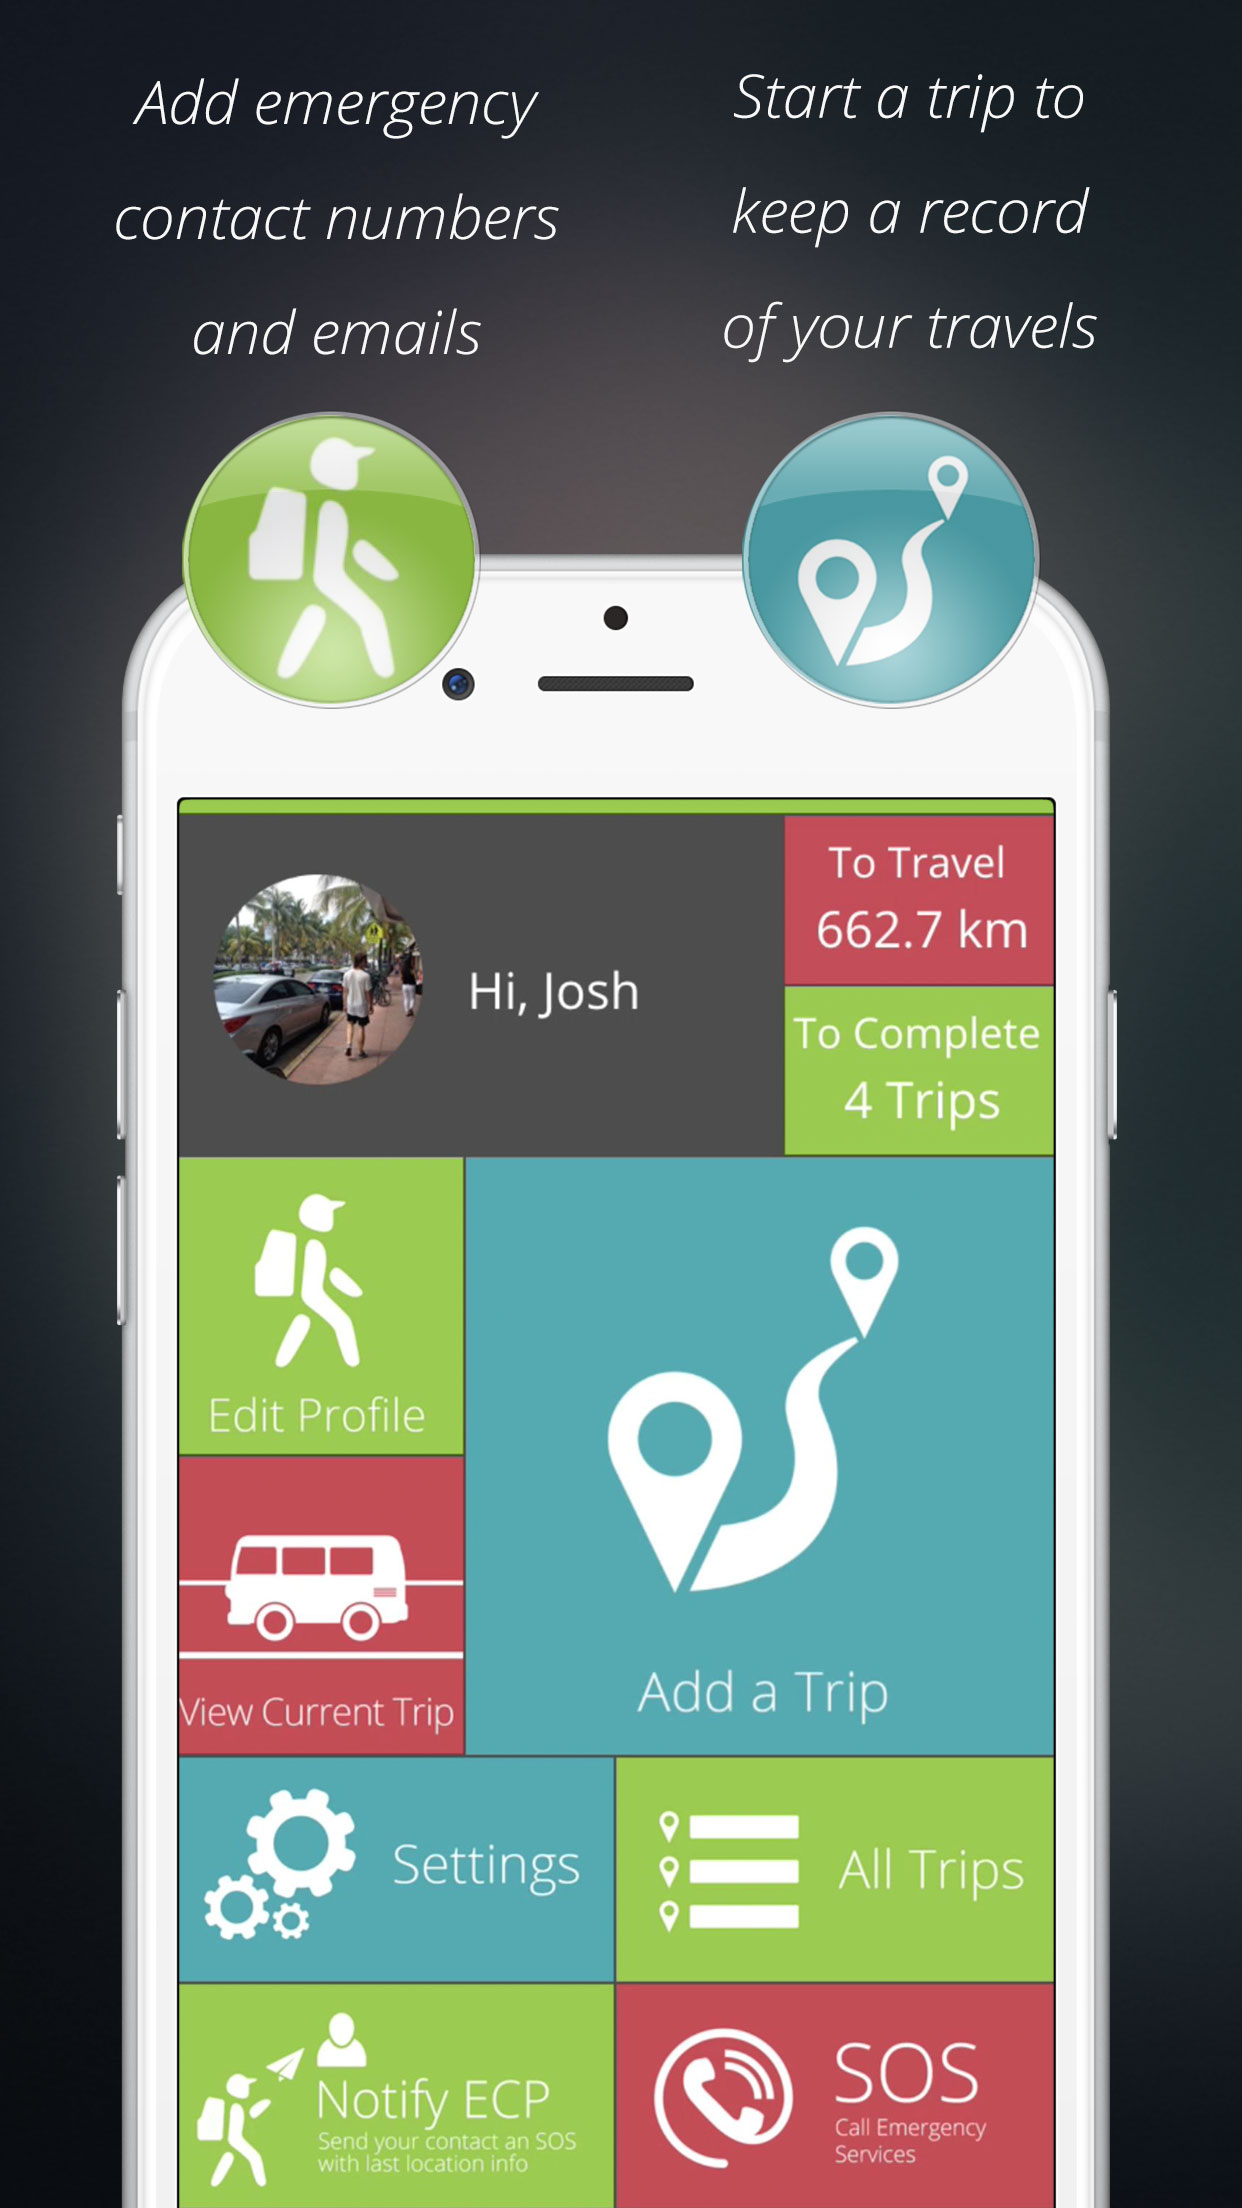 Add emergency
contact numbers
and emails
Start a trip to
keep a record
of your travels
Hi, Josh
To Travel
662.7 km
To Complete
4 Trips
Edit Profile
View Current Trip
Add a Trip
Settings
All Trips
Notify ECP
Send your contact an SOS
with last location info
SOS
Call Emergency
Services